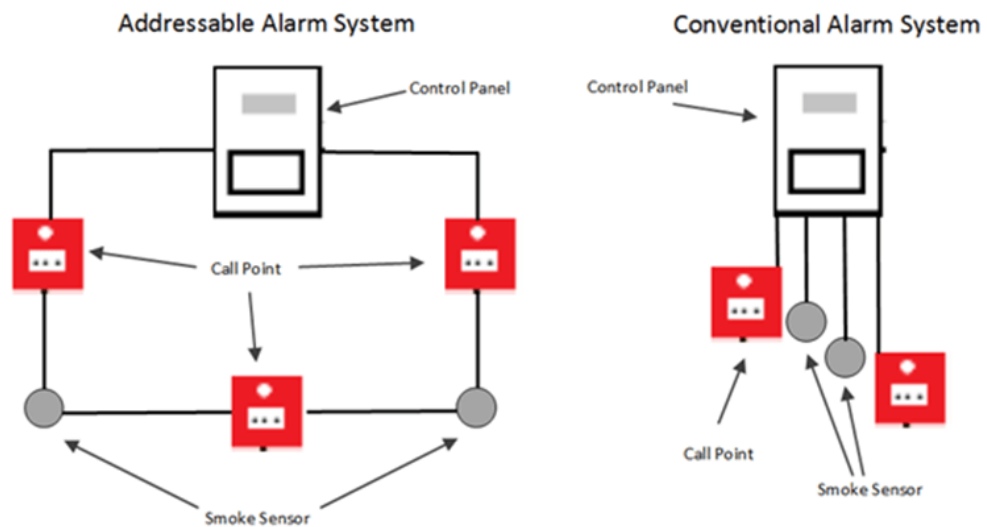 Addressable Alarm System
Conventional Alarm System
Control Panel
Control Panel
Call Point
Call Point
Smoke Sensor
Smoke Sensor